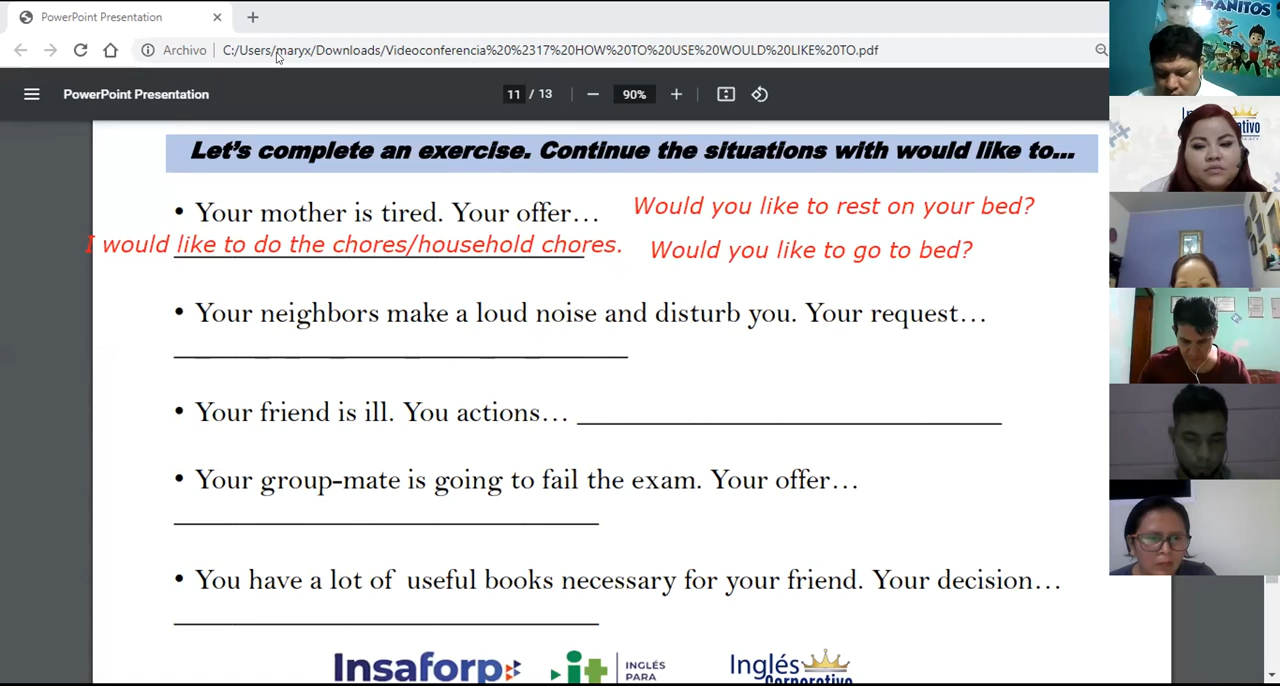 PowerPoint Presentation
Archivo
C:/Users/maryx/Downloads/Videoconferencia%20%2317%20HOW%20TO%20USE%20WOULD%20LIKE%20TO.pdf
PowerPoint Presentation
11 / 13
90%
Let's complete an exercise. Continue the situations with would like to...
• Your mother is tired. Your offer…
Would you like to rest on your bed?
I would like to do the chores/household chores.
Would you like to go to bed?
• Your neighbors make a loud noise and disturb you. Your request…
• Your friend is ill. You actions…
• Your group-mate is going to fail the exam. Your offer…
• You have a lot of useful books necessary for your friend. Your decision…
Insaforp
it
INGLÉS
PARA
Inglés
Corporativo